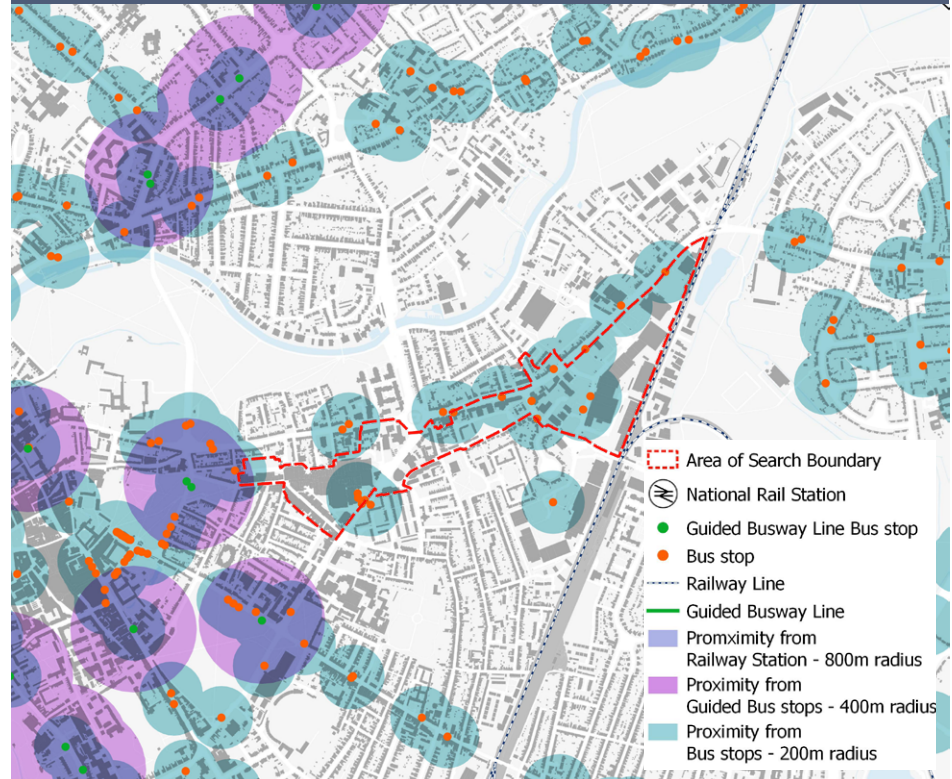 Area of Search Boundary
National Rail Station
Guided Busway Line Bus stop
Bus stop
Railway Line
Guided Busway Line
Promximity from
Railway Station - 800m radius
Proximity from
Guided Bus stops - 400m radius
Proximity from
Bus stops - 200m radius